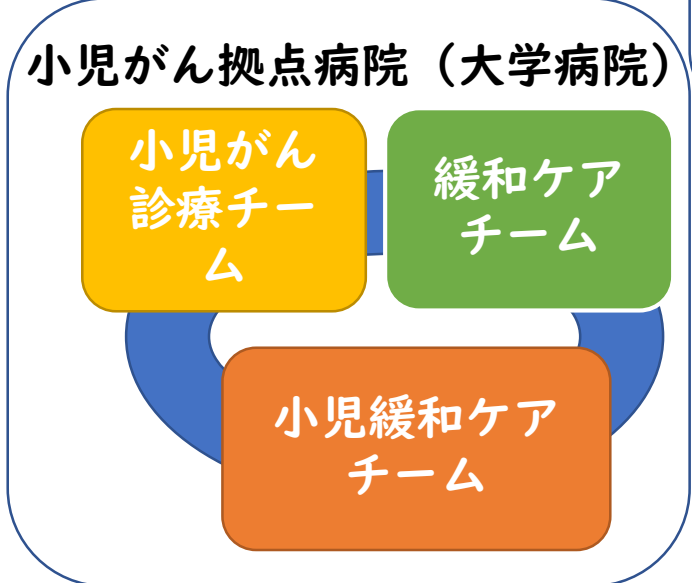 小児がん拠点病院（大学病院）
小児がん
診療チー
ム
緩和ケア
チーム
小児緩和ケア
チーム